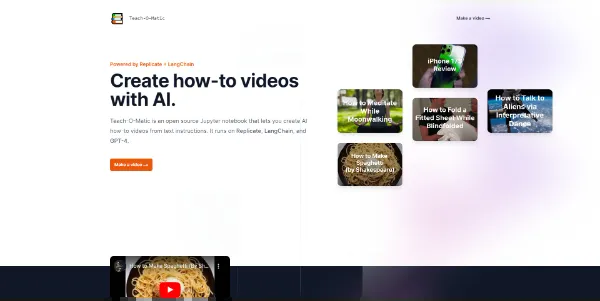 Teach-O-Matic
Make a video —
Powered by Replicate + LangChain
Create how-to videos
with AI.
Teach-O-Matic is an open source Jupyter notebook that lets you create AI
how-to videos from text instructions. It runs on Replicate, LangChain, and
GPT-4.
Make a video —
iPhone 17
Review
How to Meditate
While
Moonwalking
How to Fold a
Fitted Sheet While
Blindfolded
How to Talk to
Aliens via
Interpretative
Dance
How to Make
Spaghetti
(by Shakespeare)
How to Make Spaghetti (By Sh...